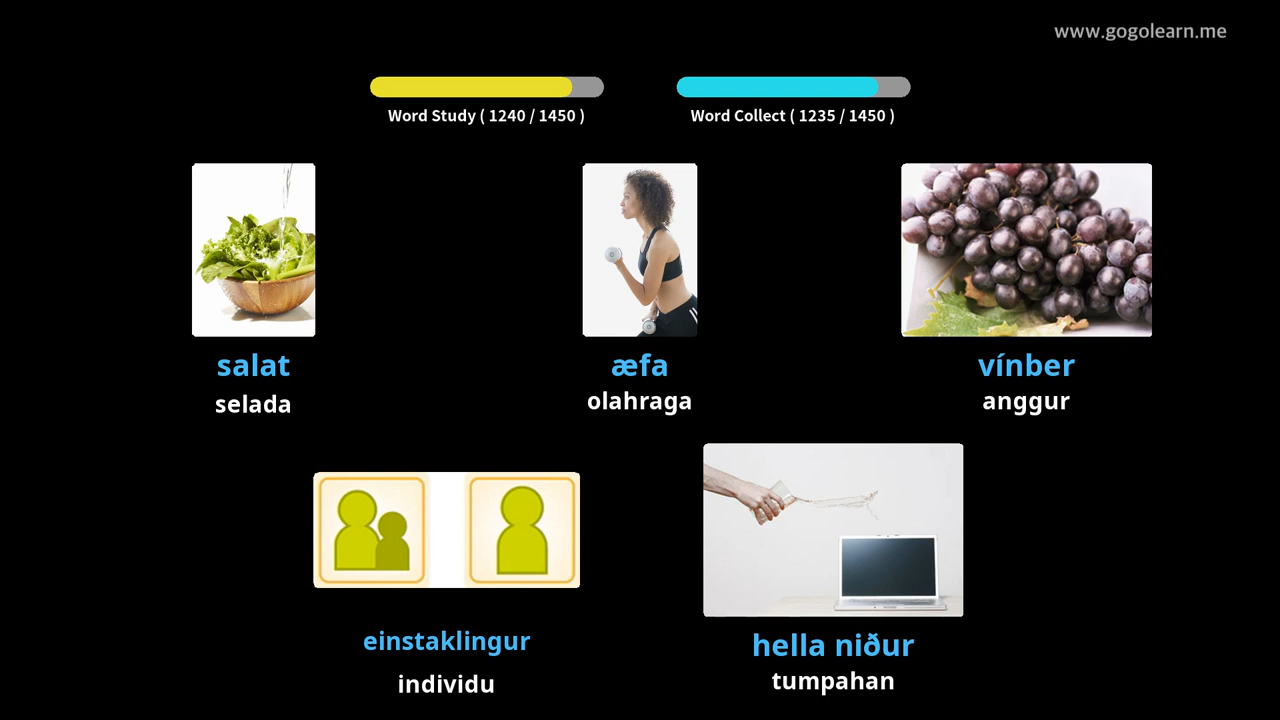 www.gogolearn.me
Word Study ( 1240 / 1450 )
Word Collect ( 1235 / 1450 )
salat
selada
æfa
olahraga
vínber
anggur
einstaklingur
individu
hella niður
tumpahan